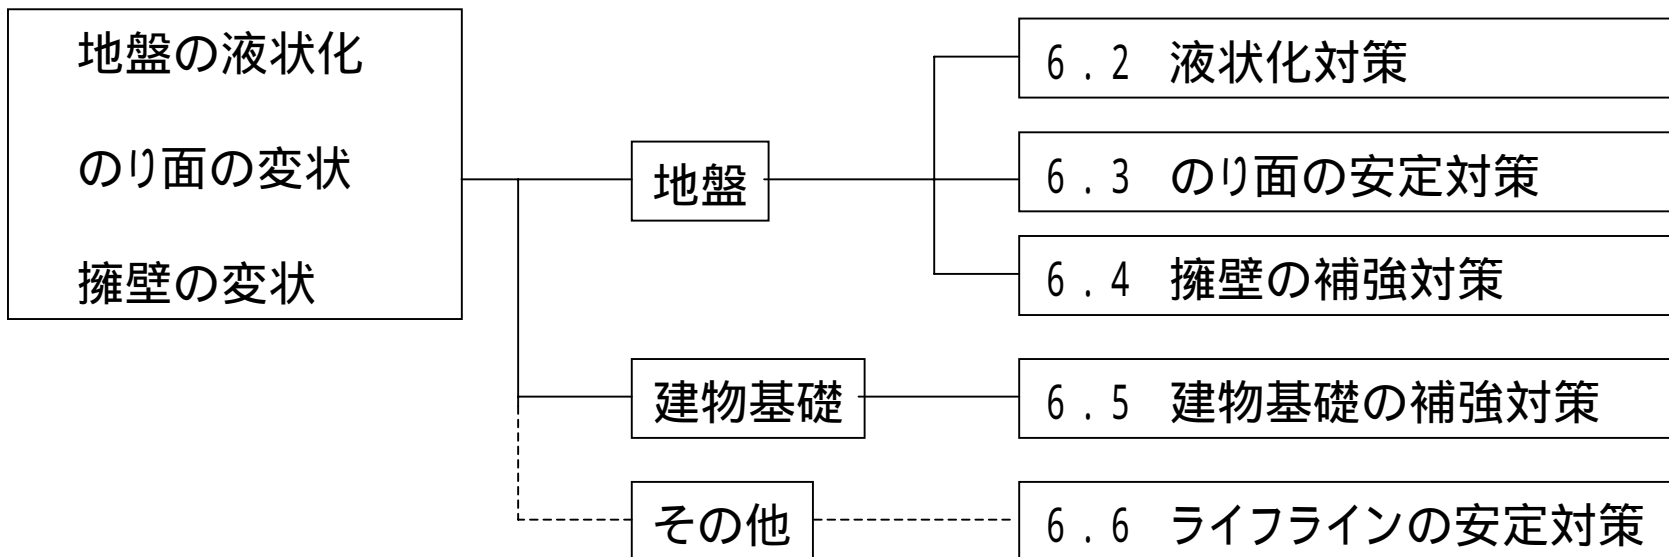 地盤の液状化
のり面の変状
擁壁の変状
地盤
建物基礎
その他
6.2 液状化対策
6.3 のり面の安定対策
6.4 擁壁の補強対策
6.5 建物基礎の補強対策
6.6 ライフラインの安定対策